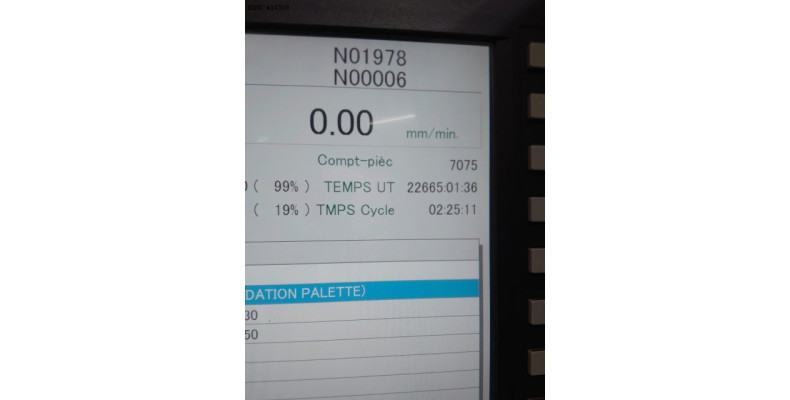 N01978
N00006
0.00 mm/min.
Compt-pièc 7075
( 99% ) TEMPS UT 22665:01:36
( 19% ) TMPS Cycle 02:25:11
DATION PALETTE)
30
50